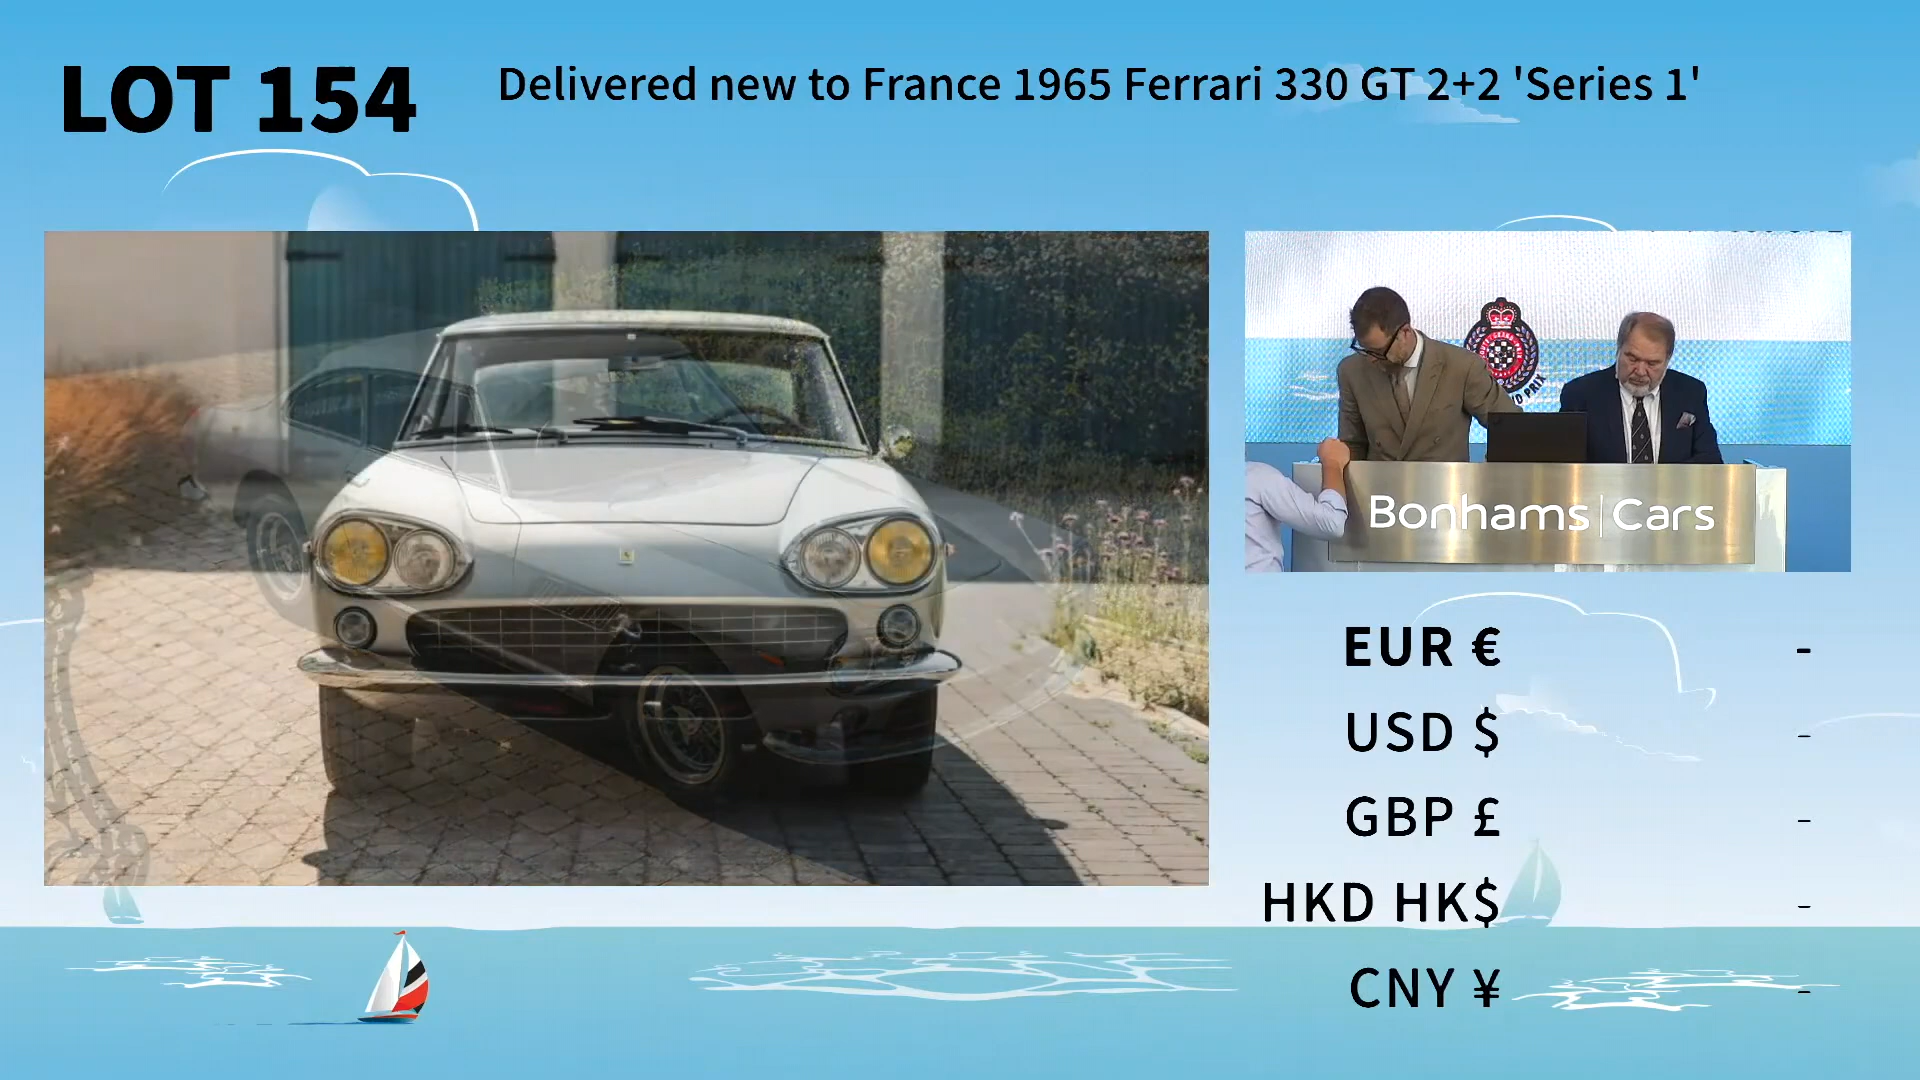 LOT 154
Delivered new to France 1965 Ferrari 330 GT 2+2 'Series 1'
Bonhams|Cars
EUR € -
USD $ -
GBP £ -
HKD HK$ -
CNY ¥ -